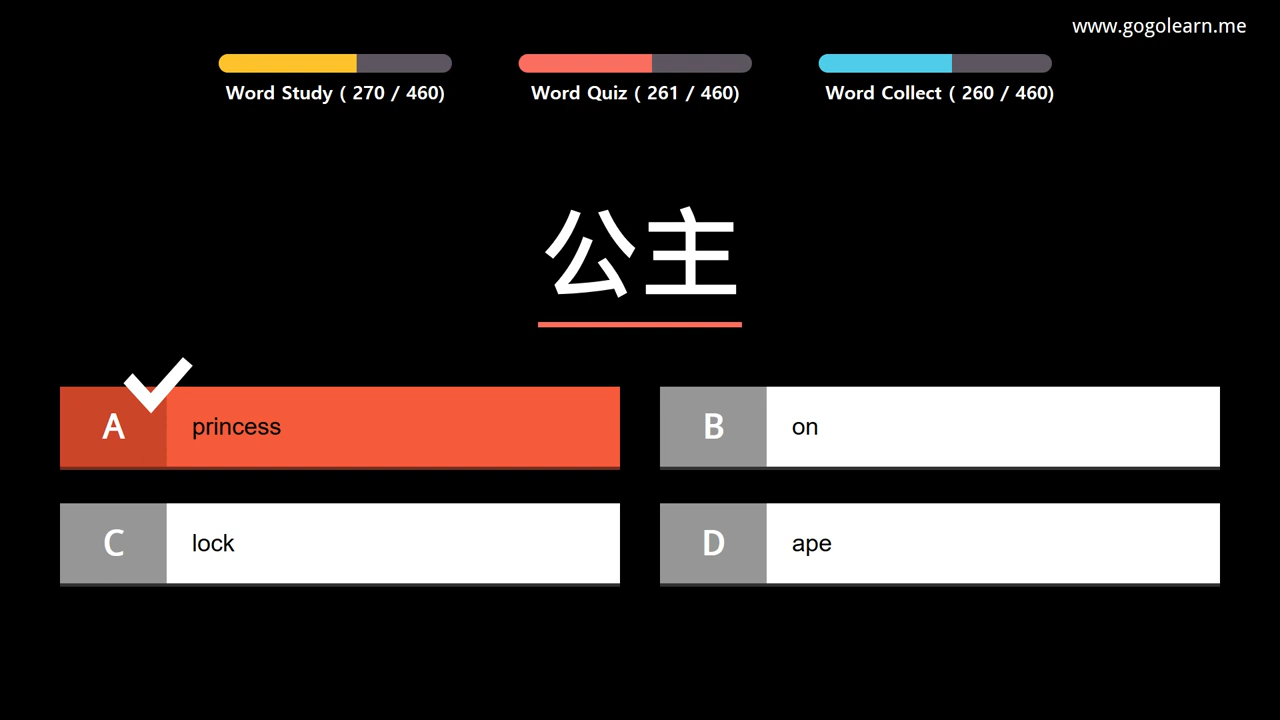 www.gogolearn.me
Word Study ( 270 / 460)
Word Quiz ( 261 / 460)
Word Collect ( 260 / 460)
公主
A princess
B on
C lock
D ape